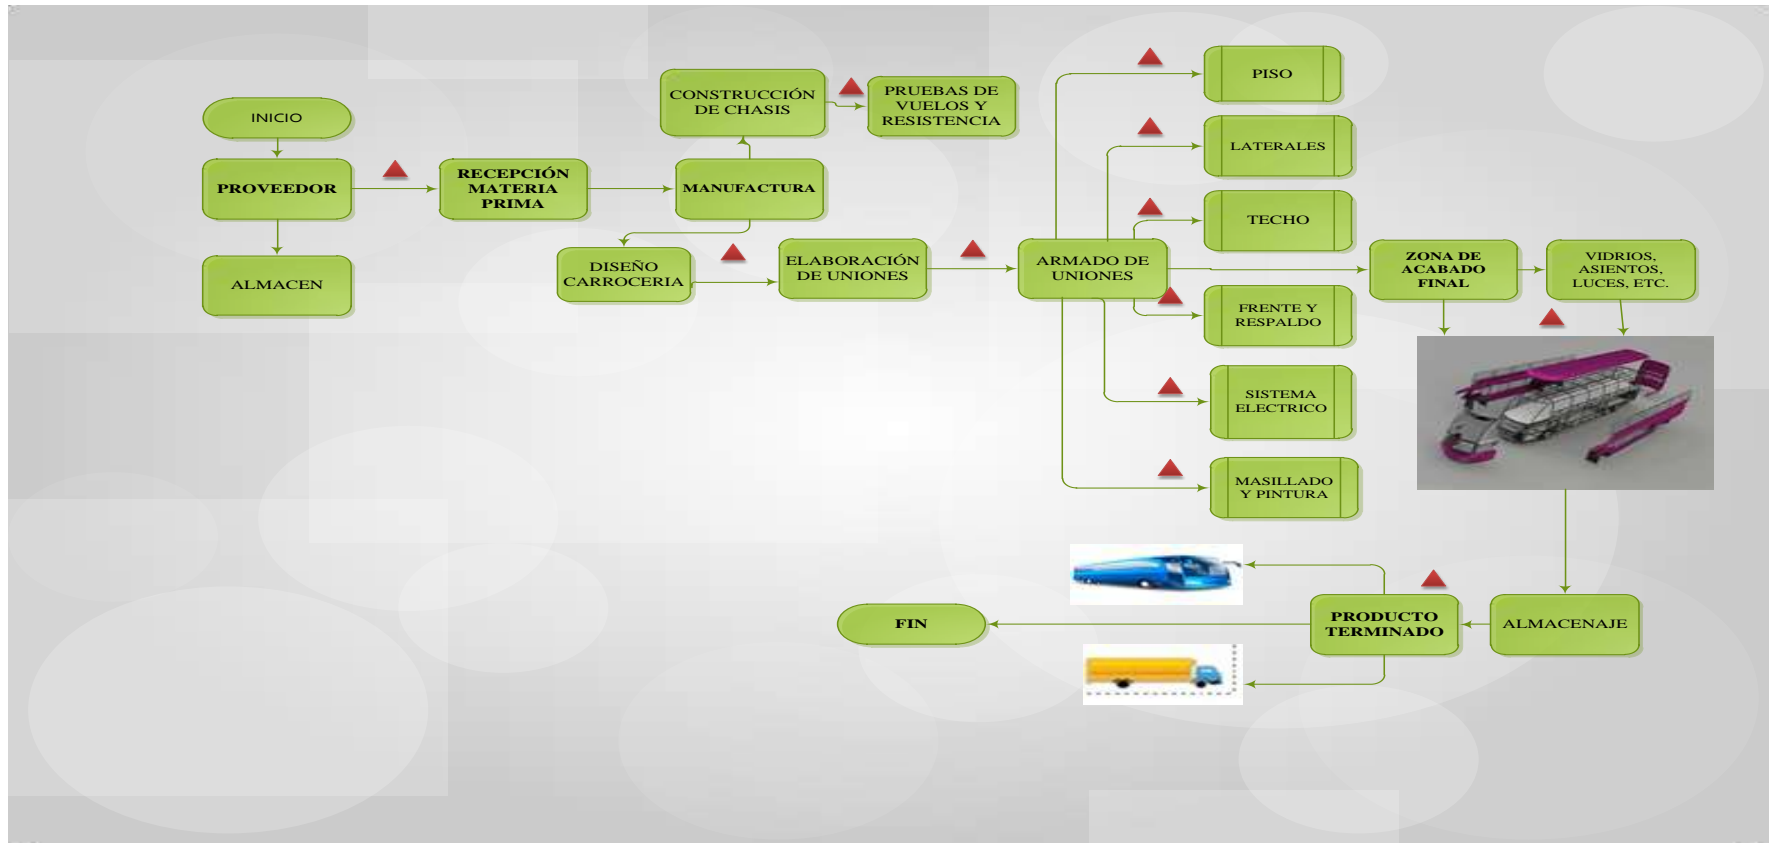 INICIO
PROVEEDOR
ALMACEN
RECEPCIÓN
MATERIA
PRIMA
MANUFACTURA
CONSTRUCCIÓN
DE CHASIS
PRUEBAS DE
VUELOS Y
RESISTENCIA
DISEÑO
CARROCERIA
ELABORACIÓN
DE UNIONES
ARMADO DE
UNIONES
PISO
LATERALES
TECHO
FRENTE Y
RESPALDO
SISTEMA
ELECTRICO
MASILLADO
Y PINTURA
ZONA DE
ACABADO
FINAL
VIDRIOS,
ASIENTOS,
LUCES, ETC.
ALMACENAJE
PRODUCTO
TERMINADO
FIN